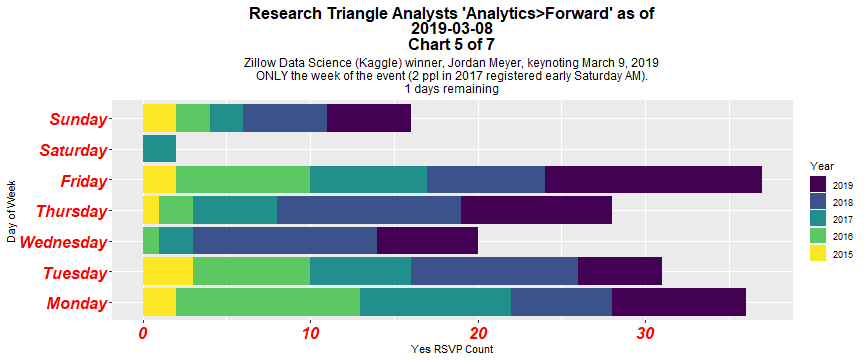 Research Triangle Analysts 'Analytics>Forward' as of
2019-03-08
Chart 5 of 7
Zillow Data Science (Kaggle) winner, Jordan Meyer, keynoting March 9, 2019
ONLY the week of the event (2 ppl in 2017 registered early Saturday AM).
1 days remaining
Day of Week
Sunday
Saturday
Friday
Thursday
Wednesday
Tuesday
Monday
0 10 20 30
Yes RSVP Count
Year
2019
2018
2017
2016
2015